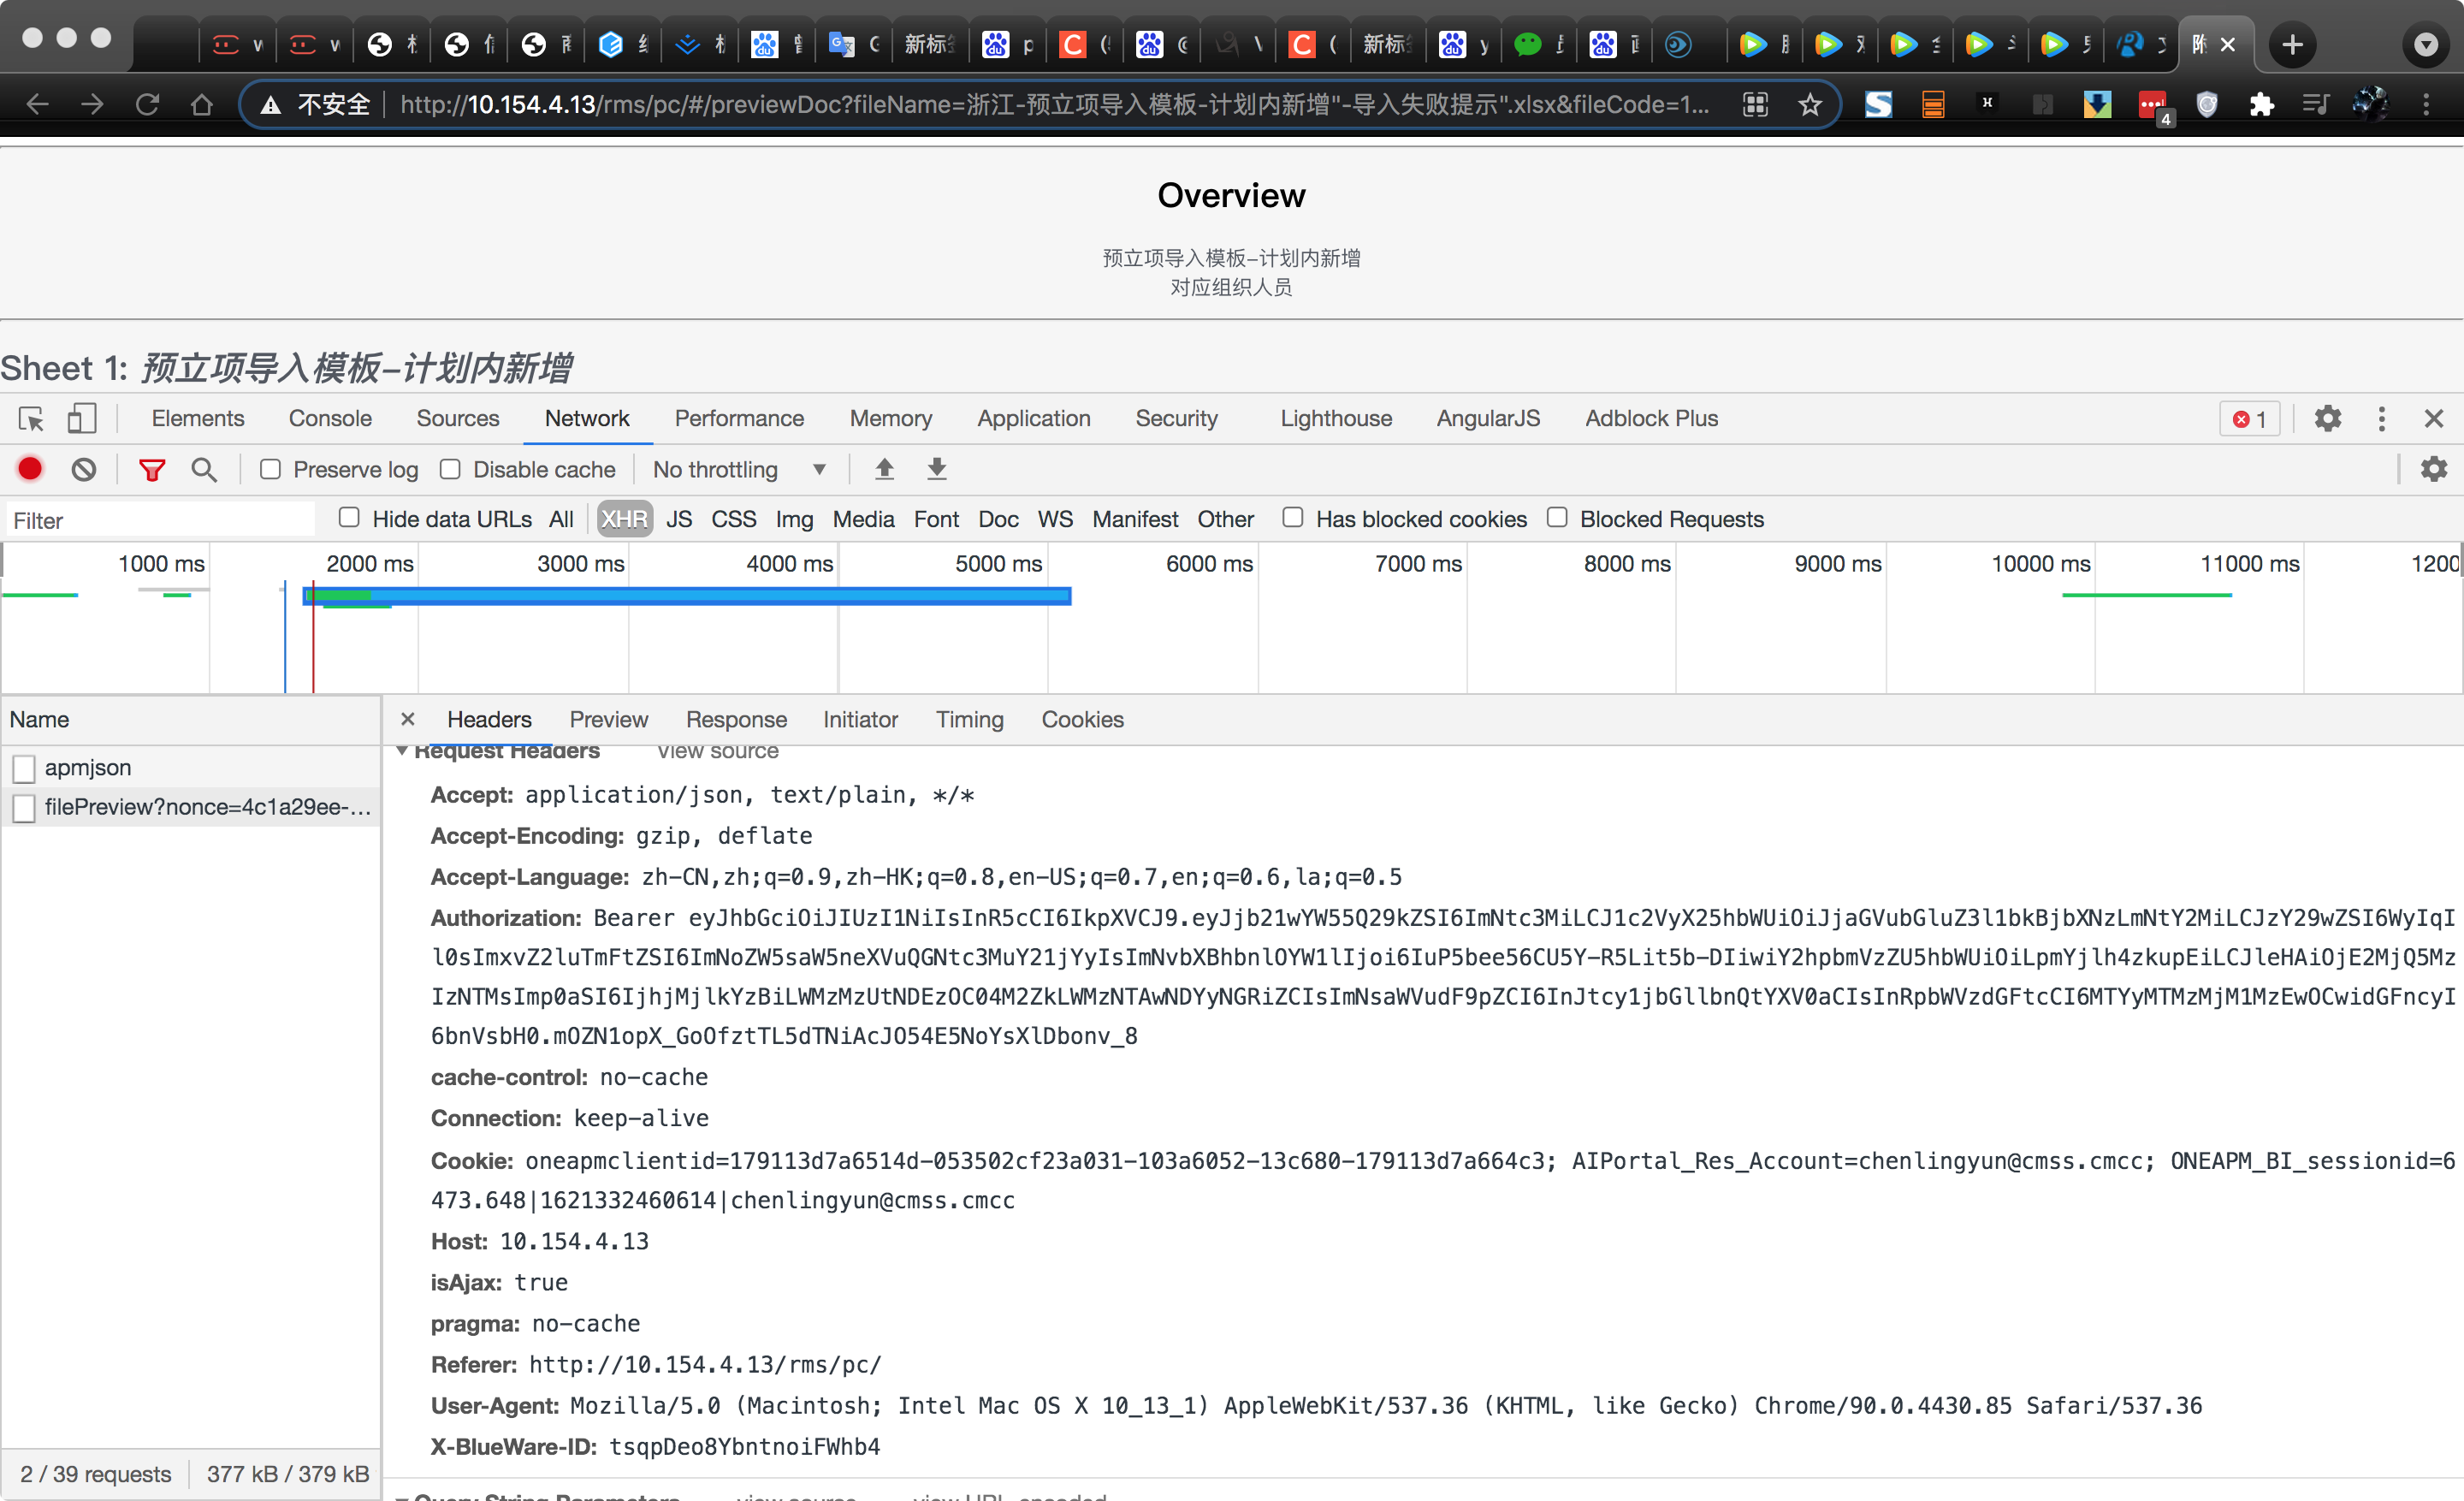 新标
新标
不安全
http://10.154.4.13/rms/pc/#/previewDoc?fileName=浙江-预立项导入模板-计划内新增"-导入失败提示".xlsx&fileCode=1...
4
Overview
预立项导入模板-计划内新增
对应组织人员
Sheet 1: 预立项导入模板-计划内新增
Elements Console Sources Network Performance Memory Application Security Lighthouse AngularJS Adblock Plus 1
Preserve log Disable cache No throttling
Filter Hide data URLs All XHR JS CSS Img Media Font Doc WS Manifest Other Has blocked cookies Blocked Requests
1000 ms 2000 ms 3000 ms 4000 ms 5000 ms 6000 ms 7000 ms 8000 ms 9000 ms 10000 ms 11000 ms 1200
Name Headers Preview Response Initiator Timing Cookies
Request Headers view source
apmjson
filePreview?nonce=4c1a29ee-...
Accept: application/json, text/plain, */*
Accept-Encoding: gzip, deflate
Accept-Language: zh-CN,zh;q=0.9,zh-HK;q=0.8,en-US;q=0.7,en;q=0.6,la;q=0.5
Authorization: Bearer eyJhbGciOiJIUzI1NiIsInR5cCI6IkpXVCJ9.eyJjb21wYW55Q29kZSI6ImNtc3MiLCJ1c2VyX25hbWUiOiJjaGVubGluZ3l1bkBjbXNzLmNtY2MiLCJzY29wZSI6WyIqI
l0sImxvZ2luTmFtZSI6ImNoZW5saW5neXVuQGNtc3MuY21jYyIsImNvbXBhbnlOYW1lIjoi6IuP5bee56CU5Y-R5Lit5b-DIiwiY2hpbmVzZU5hbWUiOiLpmYjlh4zkupEiLCJleHAiOjE2MjQ5Mz
IzNTMsImp0aSI6IjhjMjlkYzBiLWMzMzUtNDEzOC04M2ZkLWMzNTAwNDYyNGRiZCIsImNsaWVudF9pZCI6InJtcy1jbGllbnQtYXV0aCIsInRpbWVzdGFtcCI6MTYyMTMzMjM1MzEwOCwidGFncyI
6bnVsbH0.mOZN1opX_GoOfztTL5dTNiAcJO54E5NoYsXlDbonv_8
cache-control: no-cache
Connection: keep-alive
Cookie: oneapmclientid=179113d7a6514d-053502cf23a031-103a6052-13c680-179113d7a664c3; AIPortal_Res_Account=chenlingyun@cmss.cmcc; ONEAPM_BI_sessionid=6
473.648|1621332460614|chenlingyun@cmss.cmcc
Host: 10.154.4.13
isAjax: true
pragma: no-cache
Referer: http://10.154.4.13/rms/pc/
User-Agent: Mozilla/5.0 (Macintosh; Intel Mac OS X 10_13_1) AppleWebKit/537.36 (KHTML, like Gecko) Chrome/90.0.4430.85 Safari/537.36
X-BlueWare-ID: tsqpDeo8YbntnoiFWhb4
2 / 39 requests 377 kB / 379 kB
Query String Parameters view source view URL encoded